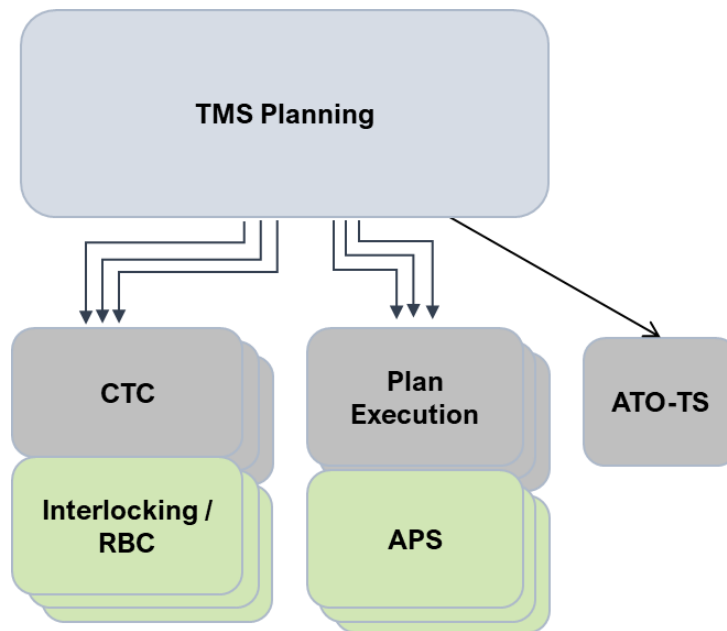 TMS Planning
CTC
Plan
Execution
ATO-TS
Interlocking /
RBC
APS